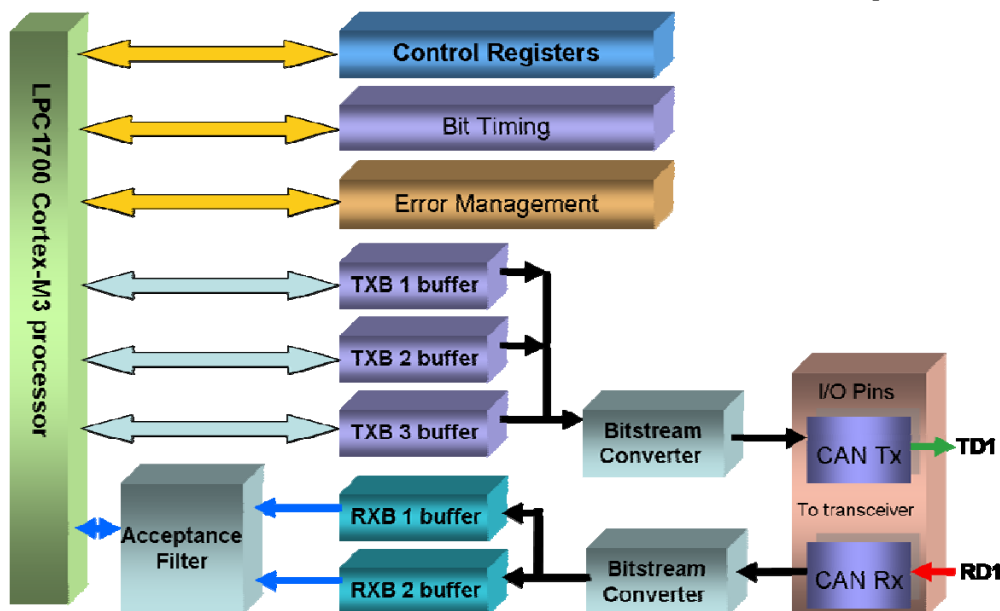 LPC1700 Cortex-M3 processor
Control Registers
Bit Timing
Error Management
TXB 1 buffer
TXB 2 buffer
TXB 3 buffer
Bitstream
Converter
I/O Pins
CAN Tx
TD1
To transceiver
Acceptance
Filter
RXB 1 buffer
RXB 2 buffer
Bitstream
Converter
CAN Rx
RD1